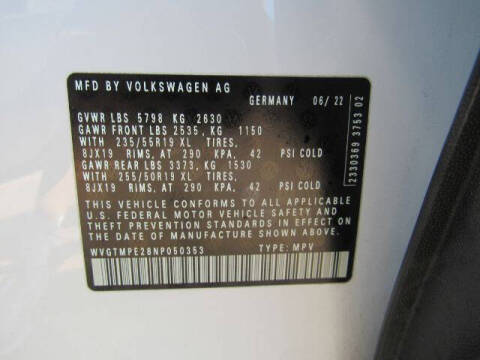 MFD BY VOLKSWAGEN AG
GERMANY 06/ 22
GVWR LBS 5798 KG 2630
GAWR FRONT LBS 2535, KG 1150
WITH 235/55R19 XL TIRES,
8JX19 RIMS, AT 290 KPA, 42 PSI COLD
GAWR REAR LBS 3373, KG 1530
WITH 255/50R19 XL TIRES,
8JX19 RIMS, AT 290 KPA, 42 PSI COLD
THIS VEHICLE CONFORMS TO ALL APPLICABLE
U.S. FEDERAL MOTOR VEHICLE SAFETY AND
THEFT PREVENTION STANDARDS IN EFFECT ON
THE DATE OF MANUFACTURE SHOWN ABOVE
WVGTMPE28NP050353 TYPE: MPV
2330369 3753 02